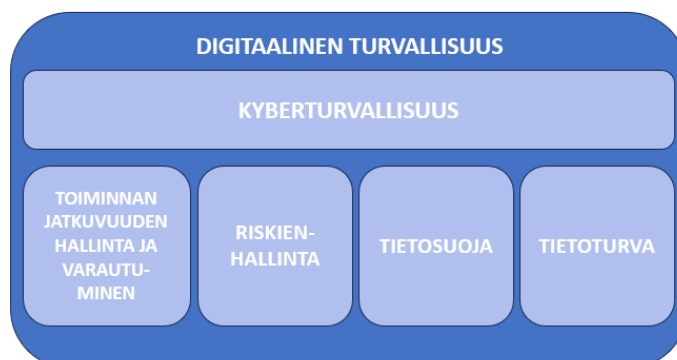 DIGITAALINEN TURVALLISUUS
KYBERTURVALLISUUS
TOIMINNAN
JATKUVUUDEN
HALLINTA JA
VARAUTU-
MINEN
RISKIEN-
HALLINTA
TIETOSUOJA
TIETOTURVA